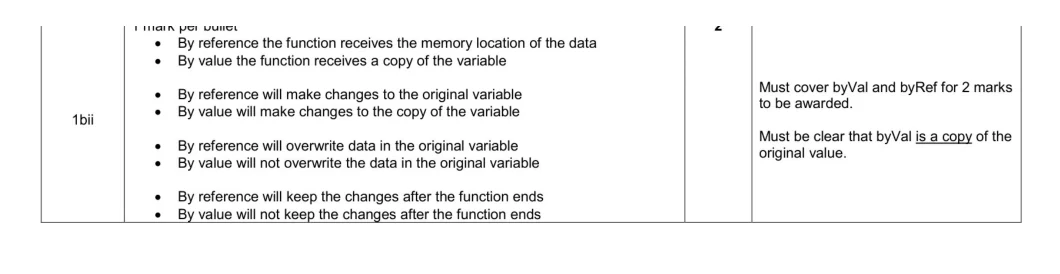 1 mark per bullet
2
• By reference the function receives the memory location of the data
• By value the function receives a copy of the variable
• By reference will make changes to the original variable
• By value will make changes to the copy of the variable
• By reference will overwrite data in the original variable
• By value will not overwrite the data in the original variable
• By reference will keep the changes after the function ends
• By value will not keep the changes after the function ends
1bii
Must cover byVal and byRef for 2 marks
to be awarded.
Must be clear that byVal is a copy of the
original value.